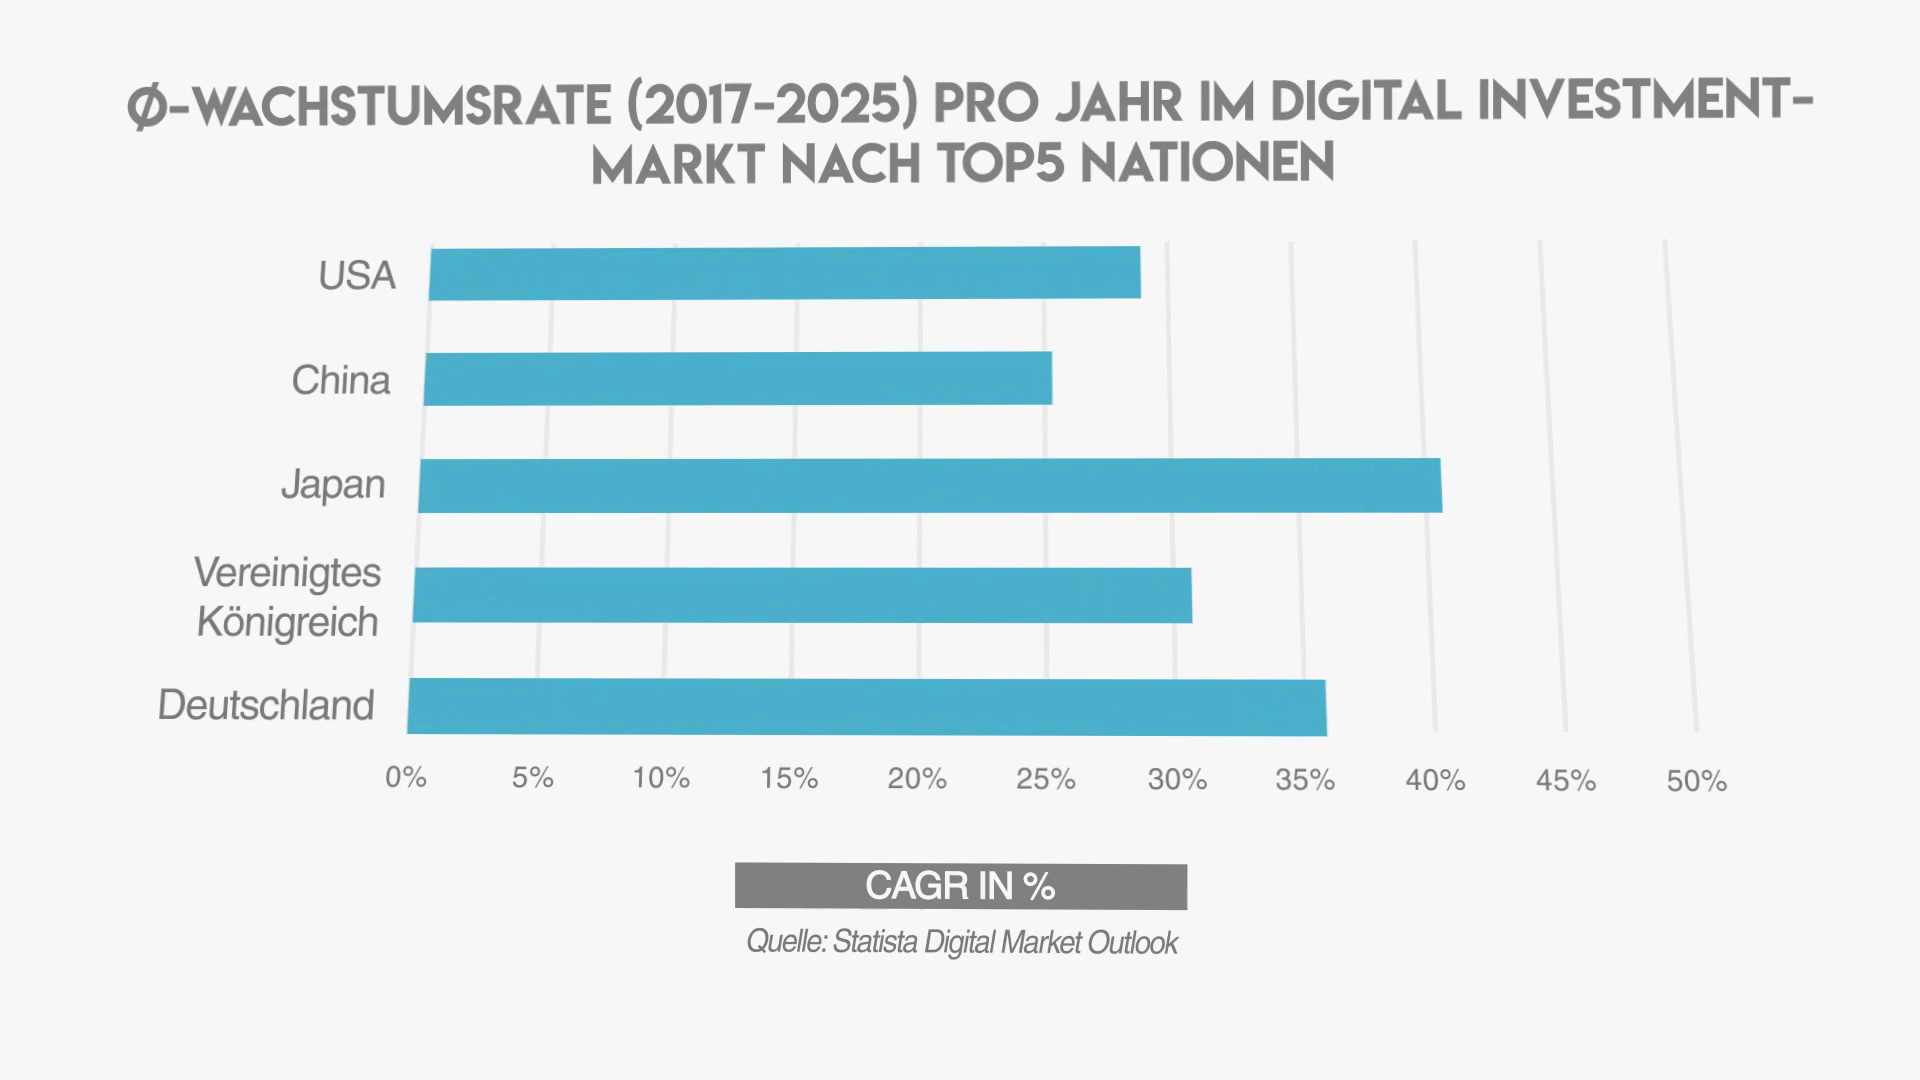 Ø-WACHSTUMSRATE (2017-2025) PRO JAHR IM DIGITAL INVESTMENT-
MARKT NACH TOP5 NATIONEN
USA
China
Japan
Vereinigtes
Königreich
Deutschland
0% 5% 10% 15% 20% 25% 30% 35% 40% 45% 50%
CAGR IN %
Quelle: Statista Digital Market Outlook